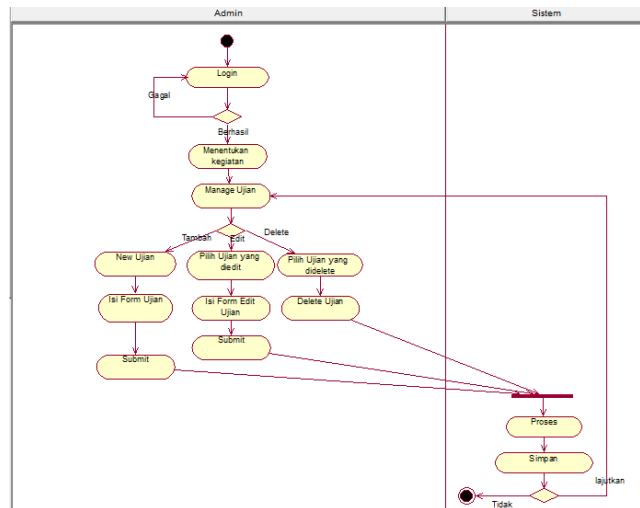 Admin
Sistem
Login
Gagal
Berhasil
Menentukan
kegiatan
Manage Ujian
Tambah
Edit
Delete
New Ujian
Pilih Ujian yang
diedit
Pilih Ujian yang
didelete
Isi Form Ujian
Isi Form Edit
Ujian
Delete Ujian
Submit
Submit
Proses
Simpan
lajutkan
Tidak